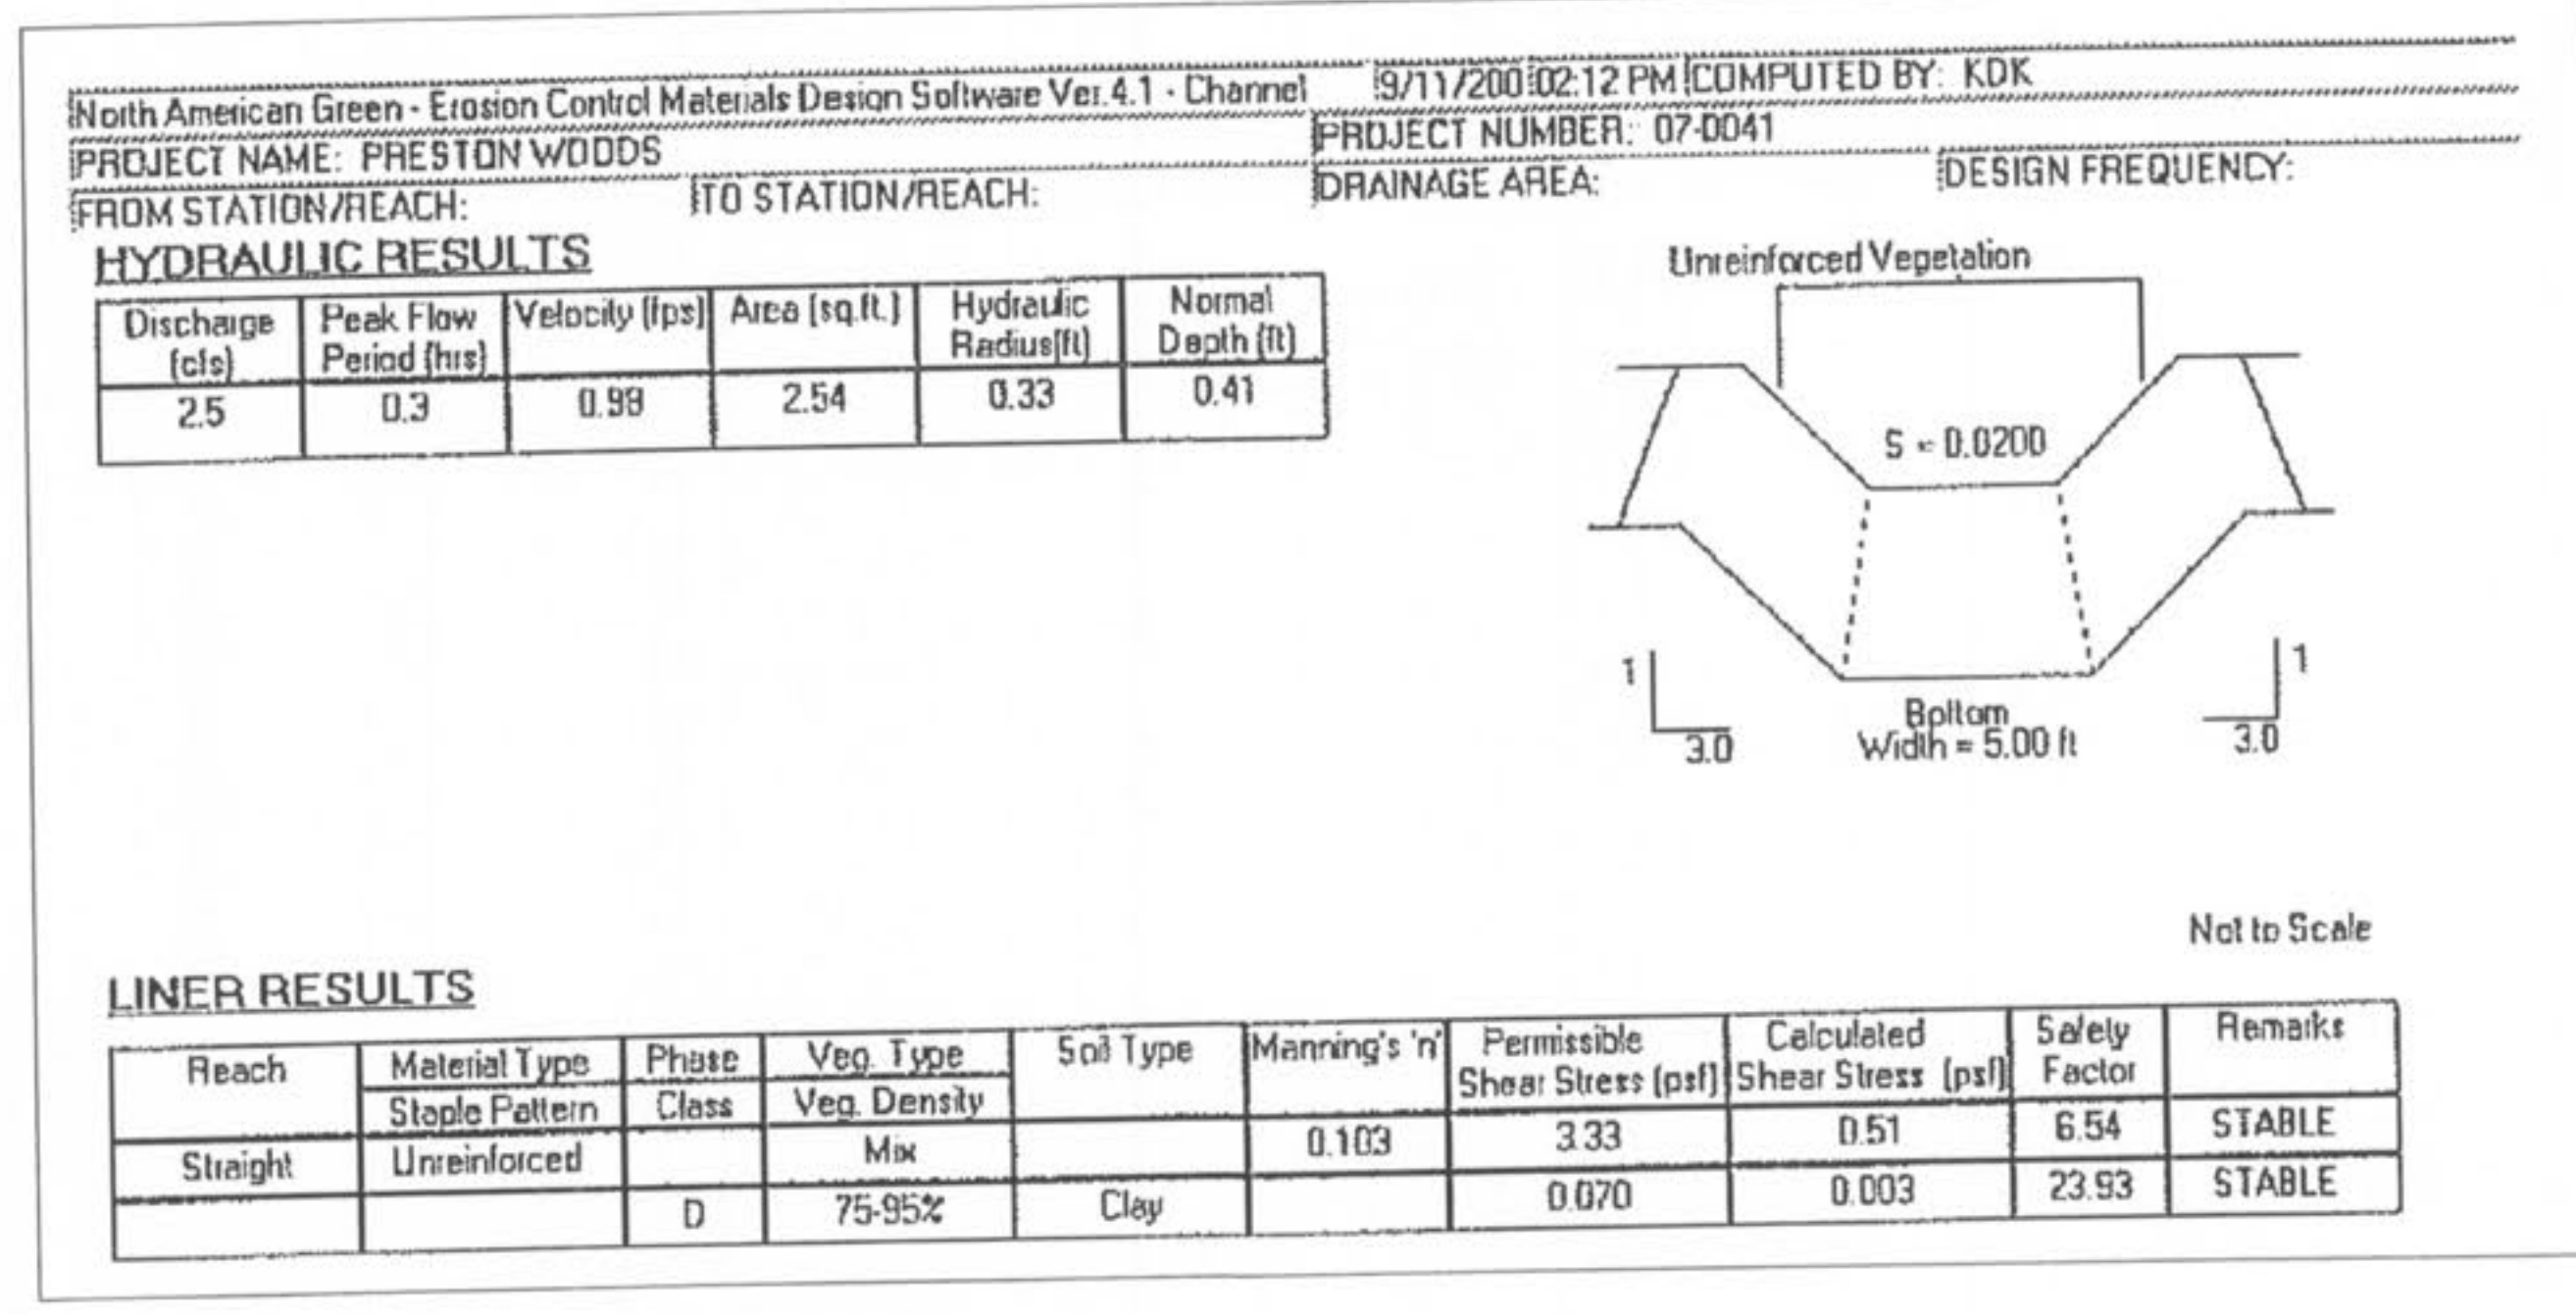 North American Green - Erosion Control Materials Design Software Ver.4.1 - Channel 9/11/200 02:12 PM COMPUTED BY: KDK
PROJECT NAME: PRESTON WOODS PROJECT NUMBER: 07-0041
FROM STATION/REACH: TO STATION/REACH: DRAINAGE AREA: DESIGN FREQUENCY:
HYDRAULIC RESULTS
Discharge (cfs) Peak Flow Period (hrs) Velocity (fps) Area (sq.ft.) Hydraulic Radius(ft) Normal Depth (ft)
2.5 0.3 0.98 2.54 0.33 0.41
Unreinforced Vegetation
S = 0.0200
1 3.0
Bottom
Width = 5.00 ft
1 3.0
Not to Scale
LINER RESULTS
Reach Material Type Phase Veg. Type Soil Type Manning's 'n' Permissible Shear Stress (psf) Calculated Shear Stress (psf) Safety Factor Remarks
Staple Pattern Class Veg. Density
Straight Unreinforced Mix 0.103 3.33 0.51 6.54 STABLE
D 75-95% Clay 0.070 0.003 23.93 STABLE